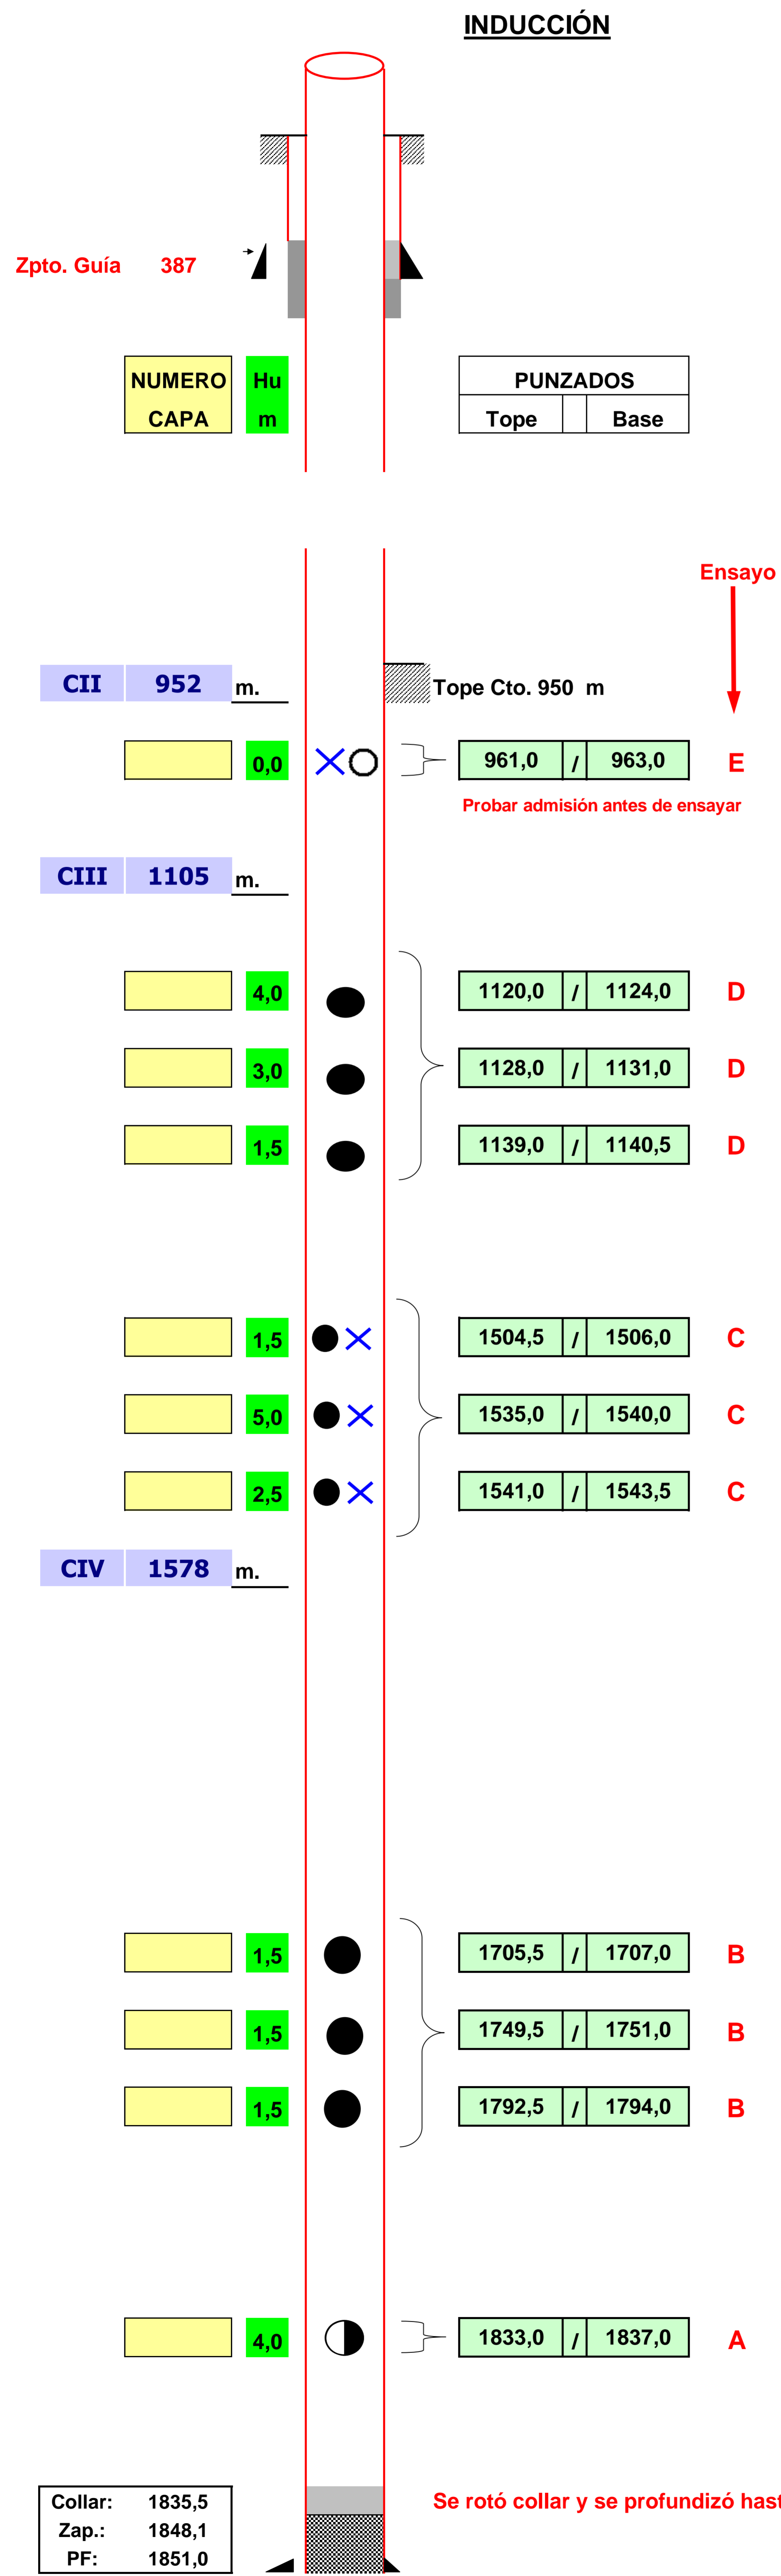 INDUCCIÓN
Zpto. Guía 387
NUMERO Hu PUNZADOS
CAPA m Tope Base
Ensayo
CII 952 m. Tope Cto. 950 m
0,0 961,0 / 963,0 E
Probar admisión antes de ensayar
CIII 1105 m.
4,0 1120,0 / 1124,0 D
3,0 1128,0 / 1131,0 D
1,5 1139,0 / 1140,5 D
1,5 1504,5 / 1506,0 C
5,0 1535,0 / 1540,0 C
2,5 1541,0 / 1543,5 C
CIV 1578 m.
1,5 1705,5 / 1707,0 B
1,5 1749,5 / 1751,0 B
1,5 1792,5 / 1794,0 B
4,0 1833,0 / 1837,0 A
Collar: 1835,5 Se rotó collar y se profundizó
Zap.: 1848,1
PF: 1851,0